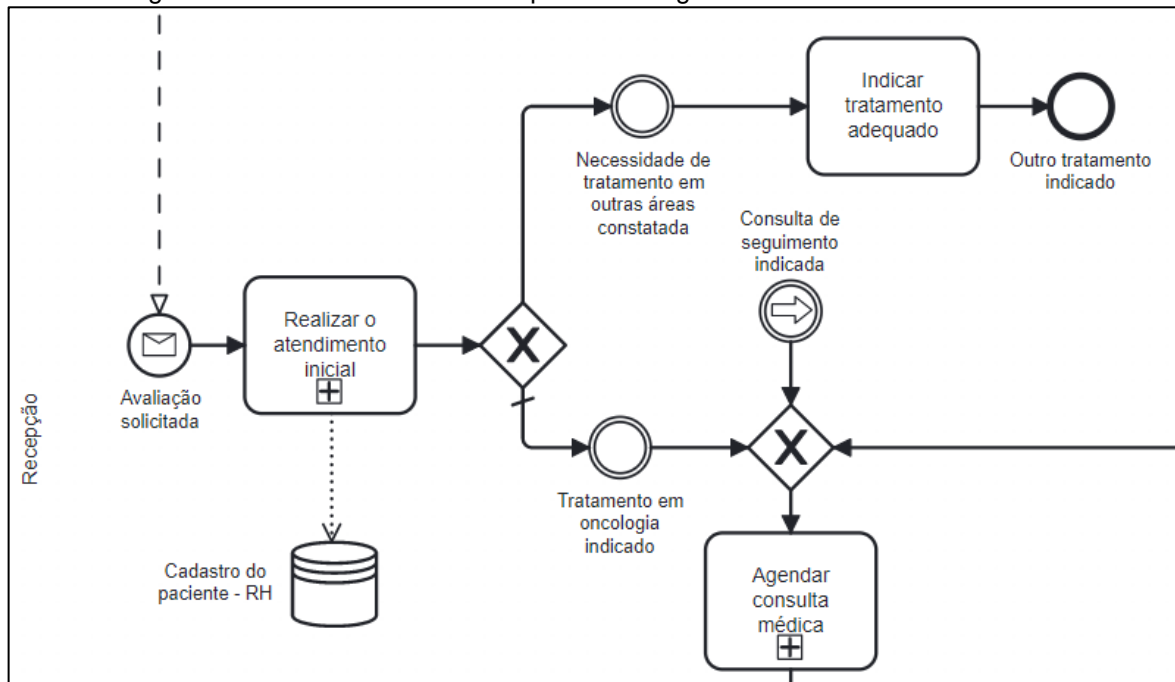 Indicar
tratamento
adequado
Necessidade de
tratamento em
outras áreas
constatada
Outro tratamento
indicado
Consulta de
seguimento
indicada
Realizar o
atendimento
inicial
Avaliação
solicitada
Recepção
Tratamento em
oncologia
indicado
Cadastro do
paciente - RH
Agendar
consulta
médica